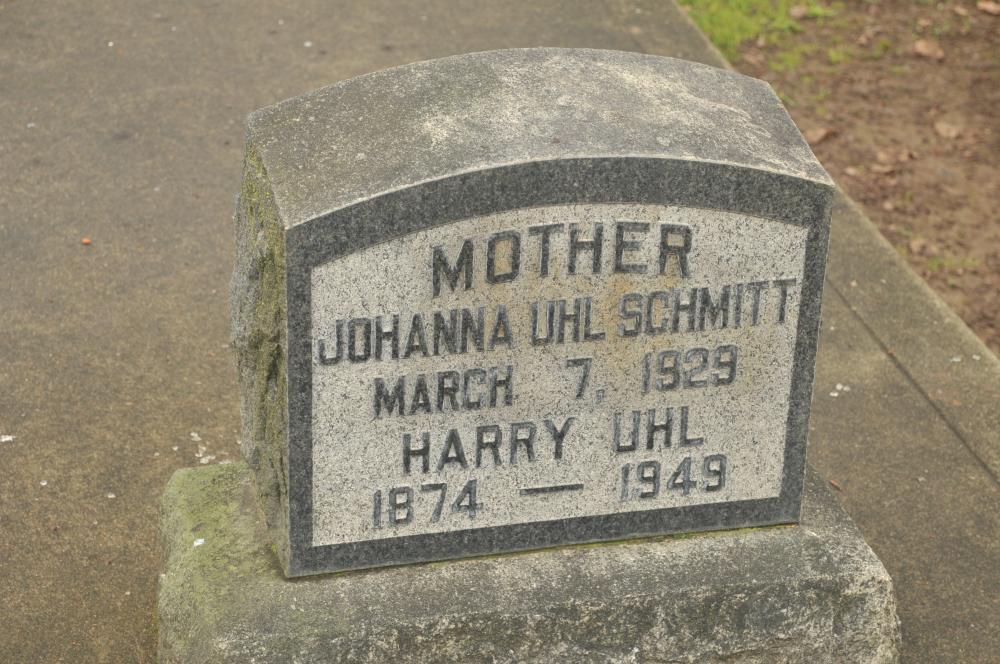 MOTHER
JOHANNA UHL SCHMITT
MARCH 7, 1929
HARRY UHL
1874 — 1949